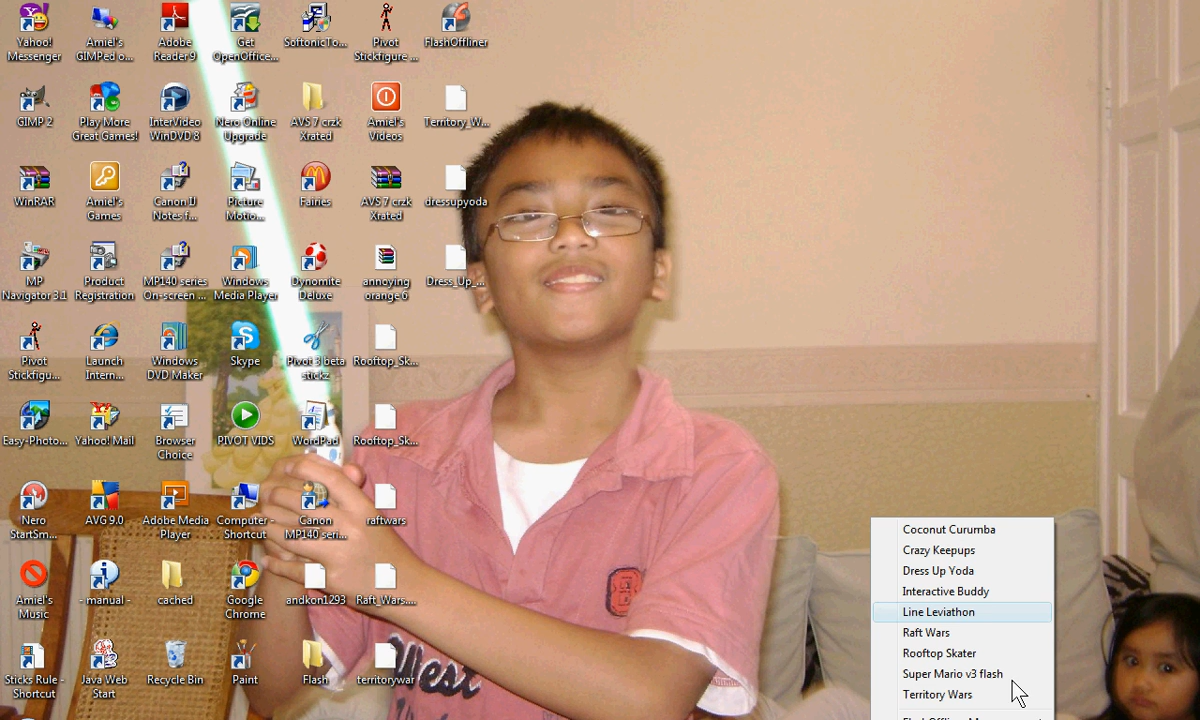 Yahoo!
Messenger
Amiel's
GIMPed o...
Adobe
Reader 9
Get
OpenOffice...
SoftonicTo...
Pivot
Stickfigure ...
FlashOffliner
GIMP 2
Play More
Great Games!
InterVideo
WinDVD 8
Nero Online
Upgrade
AVS 7 crzk
Xrated
Amiel's
Videos
Territory_W...
WinRAR
Amiel's
Games
Canon IJ
Notes f...
Picture
Motio...
Fairies
AVS 7 crzk
Xrated
dressupyoda
MP
Navigator 3.1
Product
Registration
MP140 series
On-screen ...
Windows
Media Player
Dynomite
Deluxe
annoying
orange 6
Dress_Up_...
Pivot
Stickfigu...
Launch
Intern...
Windows
DVD Maker
Skype
Pivot 3 beta
stickz
Rooftop_Sk...
Easy-Photo...
Yahoo! Mail
Browser
Choice
PIVOT VIDS
WordPad
Rooftop_Sk...
Nero
StartSm...
AVG 9.0
Adobe Media
Player
Computer -
Shortcut
Canon
MP140 seri...
raftwars
Amiel's
Music
- manual -
cached
Google
Chrome
andkon1293
Raft_Wars....
Sticks Rule -
Shortcut
Java Web
Start
Recycle Bin
Paint
Flash
territorywar
West
Coconut Curumba
Crazy Keepups
Dress Up Yoda
Interactive Buddy
Line Leviathon
Raft Wars
Rooftop Skater
Super Mario v3 flash
Territory Wars